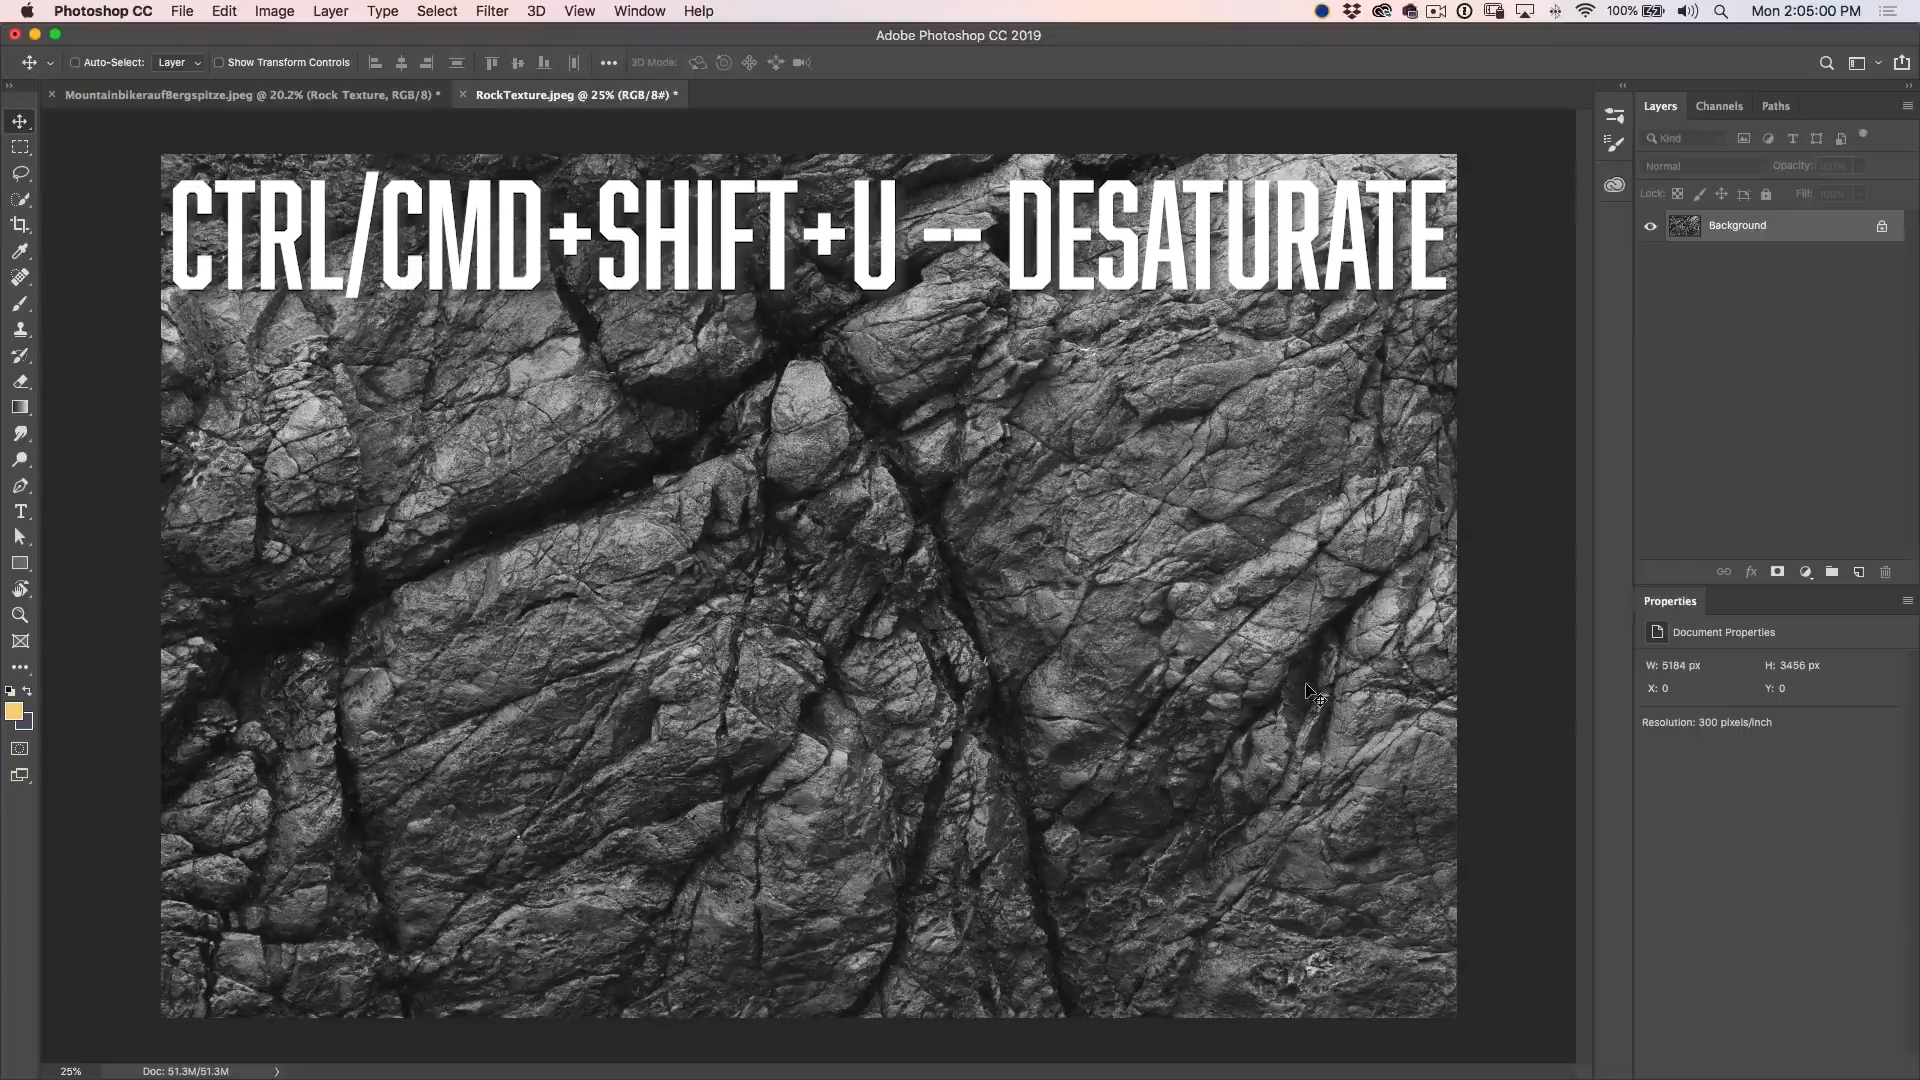 Photoshop CC File Edit Image Layer Type Select Filter 3D View Window Help 100% Mon 2:05:00 PM
Adobe Photoshop CC 2019
Auto-Select: Layer Show Transform Controls 3D Mode:
MountainbikeraufBergspitze.jpeg @ 20.2% (Rock Texture, RGB/8) * RockTexture.jpeg @ 25% (RGB/8#) *
Layers Channels Paths
Kind
Normal Opacity: 100%
Lock: Fill: 100%
Background
CTRL/CMD+SHIFT+U -- DESATURATE
Properties
Document Properties
W: 5184 px H: 3456 px
X: 0 Y: 0
Resolution: 300 pixels/inch
25% Doc: 51.3M/51.3M